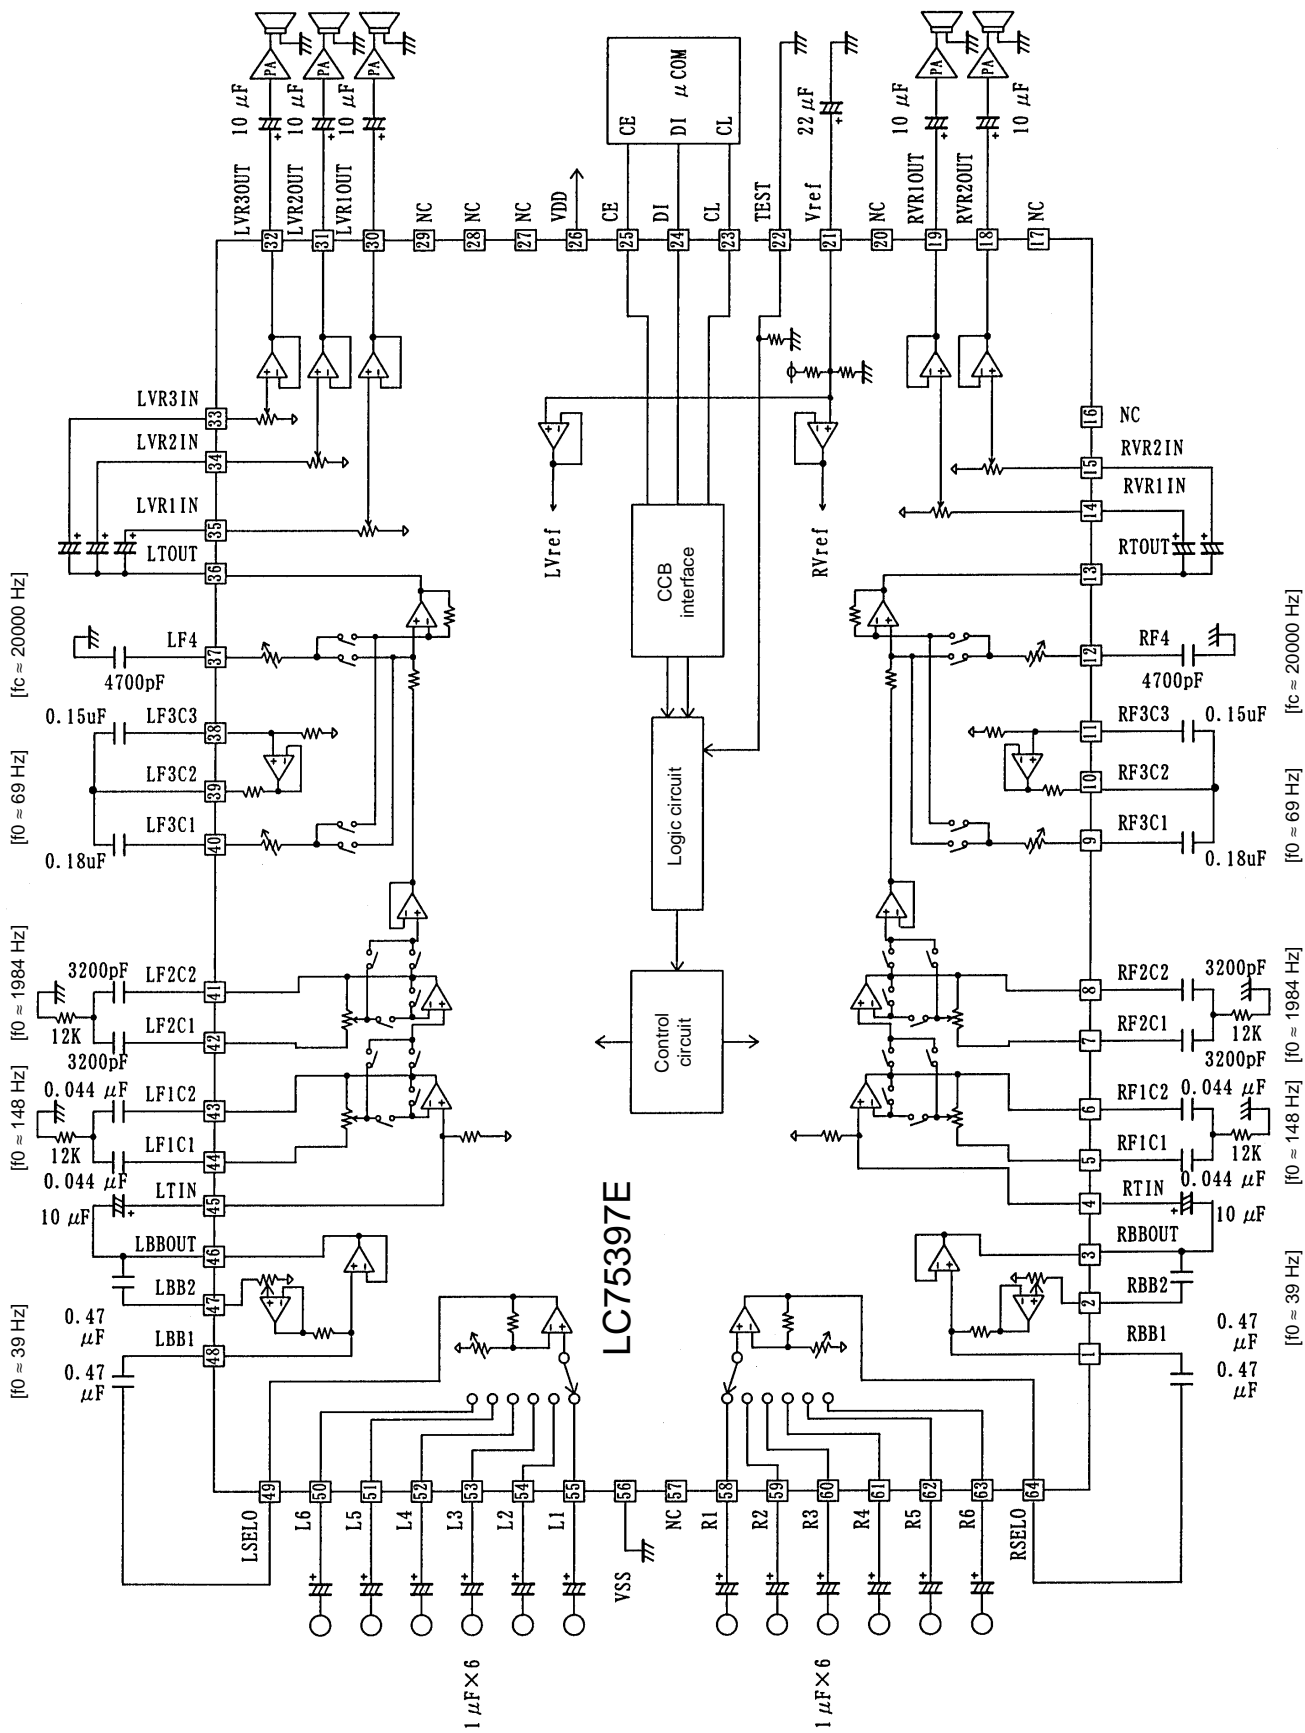 PA
PA
PA
10 μF
10 μF
10 μF
LVR3OUT
LVR2OUT
LVR1OUT
32
31
30
NC
29
NC
28
NC
27
VDD
26
μCOM
CE
DI
CL
CE
25
DI
24
CL
23
TEST
22
22 μF
Vref
21
NC
20
PA
PA
10 μF
10 μF
RVR1OUT
RVR2OUT
19
18
NC
17
LVR3IN
33
LVR2IN
34
LVR1IN
35
LTOUT
36
[fc ≈ 20000 Hz]
LF4
37
4700pF
0.15uF
LF3C3
38
[f0 ≈ 69 Hz]
LF3C2
39
LF3C1
40
0.18uF
[f0 ≈ 1984 Hz]
3200pF
LF2C2
41
12K
LF2C1
42
3200pF
[f0 ≈ 148 Hz]
0.044 μF
LF1C2
43
12K
LF1C1
44
0.044 μF
LTIN
45
10 μF
LBBOUT
46
LBB2
47
[f0 ≈ 39 Hz]
0.47 μF
LBB1
48
0.47 μF
LVref
RVref
CCB interface
Logic circuit
Control circuit
LC75397E
16
NC
15
RVR2IN
14
RVR1IN
RTOUT
13
[fc ≈ 20000 Hz]
RF4
12
4700pF
RF3C3
11
0.15uF
[f0 ≈ 69 Hz]
RF3C2
10
RF3C1
9
0.18uF
[f0 ≈ 1984 Hz]
RF2C2
8
3200pF
12K
RF2C1
7
3200pF
[f0 ≈ 148 Hz]
RF1C2
6
0.044 μF
12K
RF1C1
5
0.044 μF
RTIN
4
10 μF
RBBOUT
3
RBB2
2
[f0 ≈ 39 Hz]
0.47 μF
RBB1
1
0.47 μF
49
LSELO
50
L6
51
L5
52
L4
53
L3
54
L2
55
L1
56
VSS
57
NC
58
R1
59
R2
60
R3
61
R4
62
R5
63
R6
64
RSELO
1 μF×6
1 μF×6